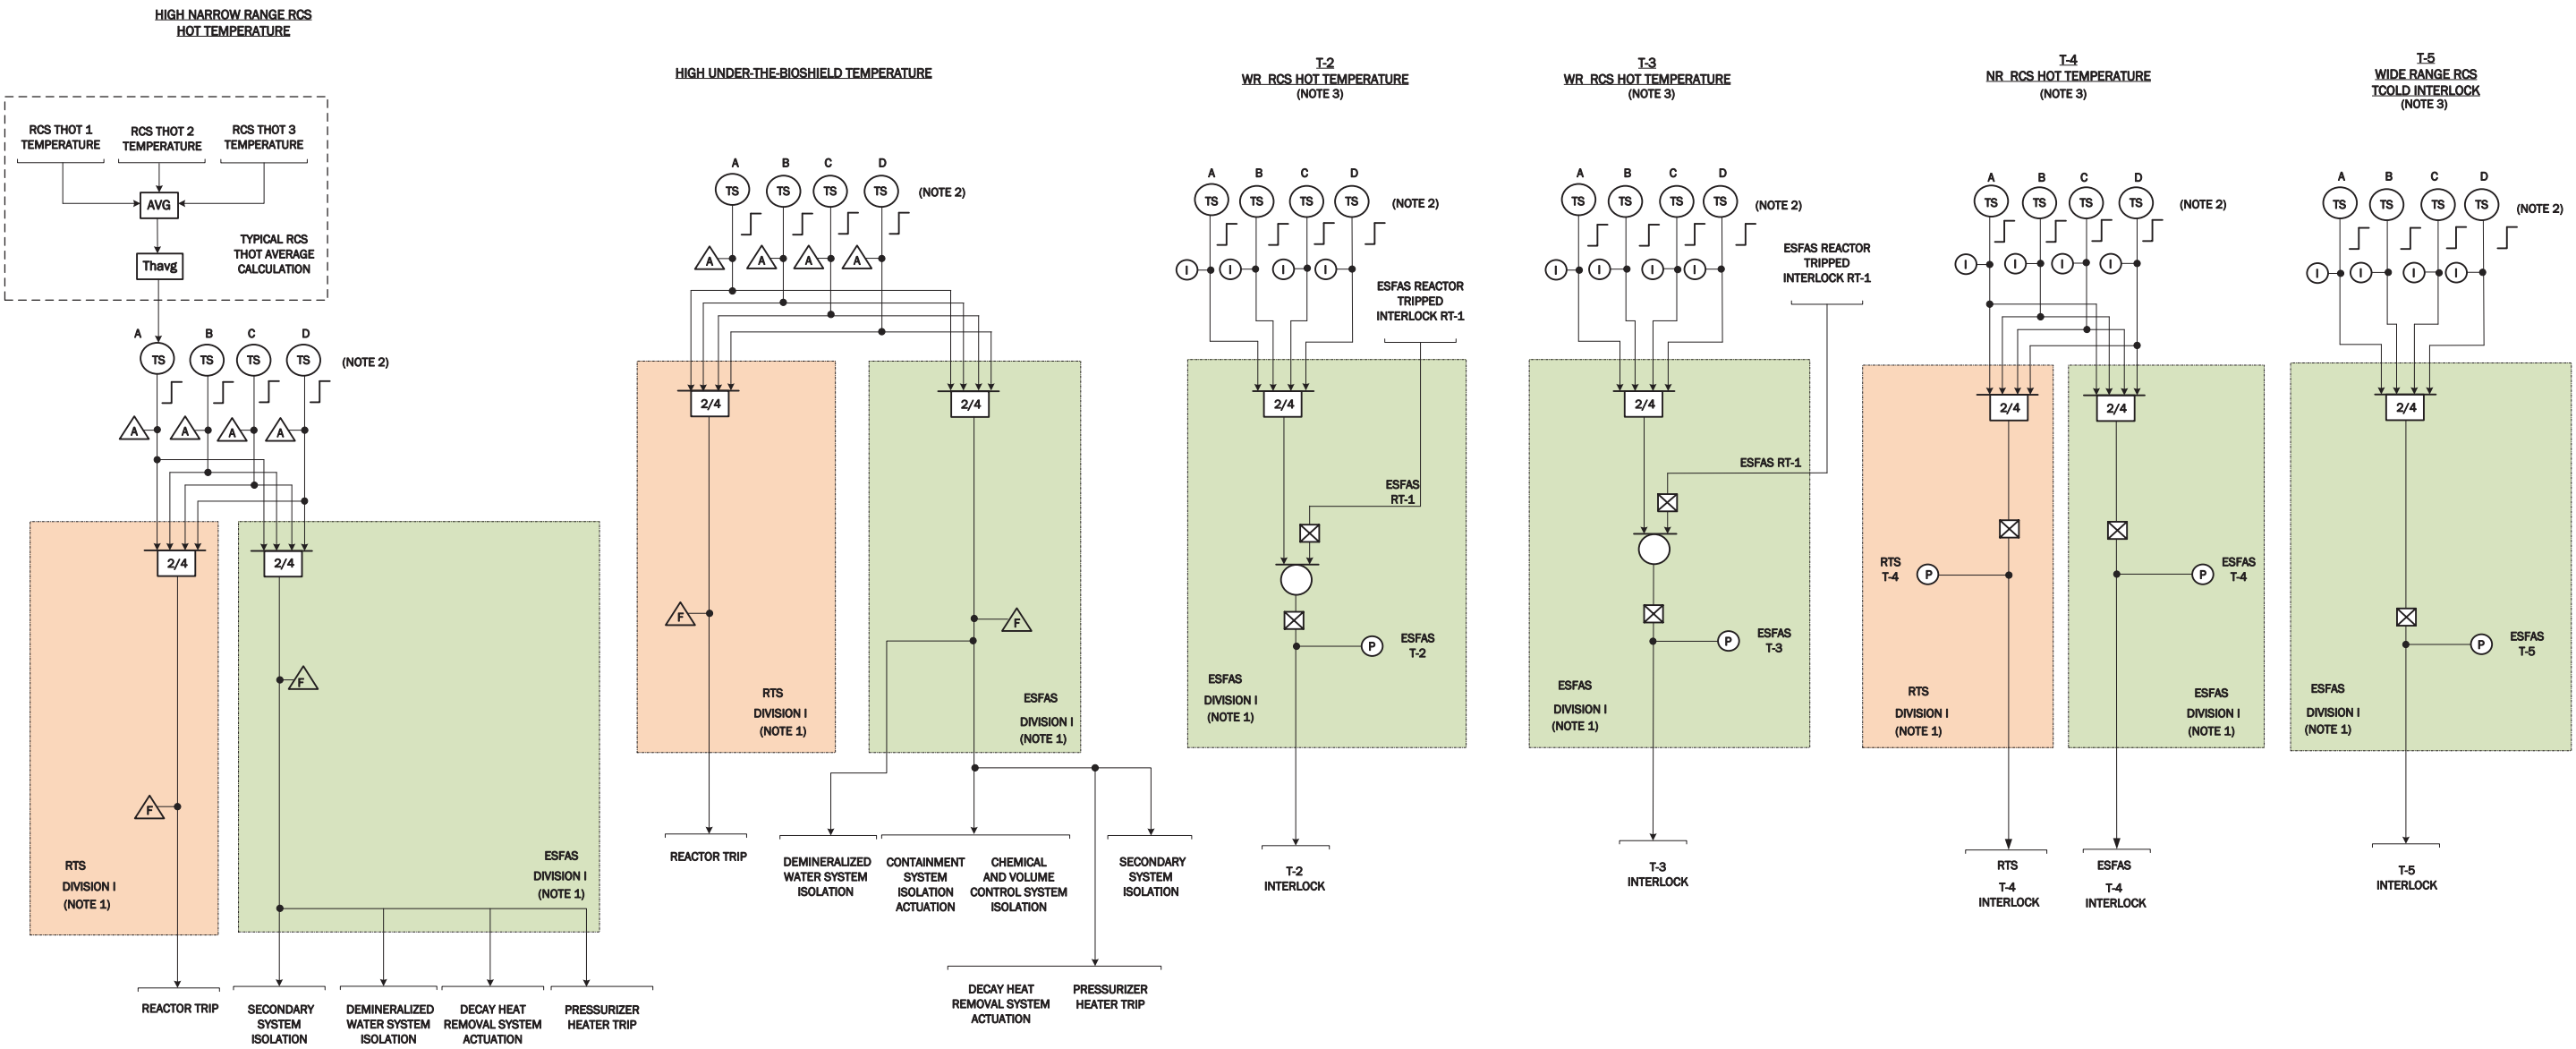 HIGH NARROW RANGE RCS
HOT TEMPERATURE
RCS THOT 1
TEMPERATURE
RCS THOT 2
TEMPERATURE
RCS THOT 3
TEMPERATURE
AVG
Thavg
TYPICAL RCS
THOT AVERAGE
CALCULATION
A B C D
TS TS TS TS
(NOTE 2)
A A A A
2/4
2/4
F
F
RTS
DIVISION I
(NOTE 1)
ESFAS
DIVISION I
(NOTE 1)
REACTOR TRIP
SECONDARY
SYSTEM
ISOLATION
DEMINERALIZED
WATER SYSTEM
ISOLATION
DECAY HEAT
REMOVAL SYSTEM
ACTUATION
PRESSURIZER
HEATER TRIP
HIGH UNDER-THE-BIOSHIELD TEMPERATURE
A B C D
TS TS TS TS
(NOTE 2)
A A A A
2/4
2/4
F
F
RTS
DIVISION I
(NOTE 1)
ESFAS
DIVISION I
(NOTE 1)
REACTOR TRIP
DEMINERALIZED
WATER SYSTEM
ISOLATION
CONTAINMENT
SYSTEM
ISOLATION
ACTUATION
CHEMICAL
AND VOLUME
CONTROL SYSTEM
ISOLATION
SECONDARY
SYSTEM
ISOLATION
DECAY HEAT
REMOVAL SYSTEM
ACTUATION
PRESSURIZER
HEATER TRIP
T-2
WR RCS HOT TEMPERATURE
(NOTE 3)
A B C D
TS TS TS TS
(NOTE 2)
I I I I
ESFAS REACTOR
TRIPPED
INTERLOCK RT-1
2/4
ESFAS
RT-1
P
ESFAS
T-2
ESFAS
DIVISION I
(NOTE 1)
T-2
INTERLOCK
T-3
WR RCS HOT TEMPERATURE
(NOTE 3)
A B C D
TS TS TS TS
(NOTE 2)
I I I I
ESFAS REACTOR
TRIPPED
INTERLOCK RT-1
2/4
ESFAS RT-1
P
ESFAS
T-3
ESFAS
DIVISION I
(NOTE 1)
T-3
INTERLOCK
T-4
NR RCS HOT TEMPERATURE
(NOTE 3)
A B C D
TS TS TS TS
(NOTE 2)
I I I I
2/4
2/4
RTS
T-4
P
P
ESFAS
T-4
RTS
DIVISION I
(NOTE 1)
ESFAS
DIVISION I
(NOTE 1)
RTS
T-4
INTERLOCK
ESFAS
T-4
INTERLOCK
T-5
WIDE RANGE RCS
TCOLD INTERLOCK
(NOTE 3)
A B C D
TS TS TS TS
(NOTE 2)
I I I I
2/4
P
ESFAS
T-5
ESFAS
DIVISION I
(NOTE 1)
T-5
INTERLOCK